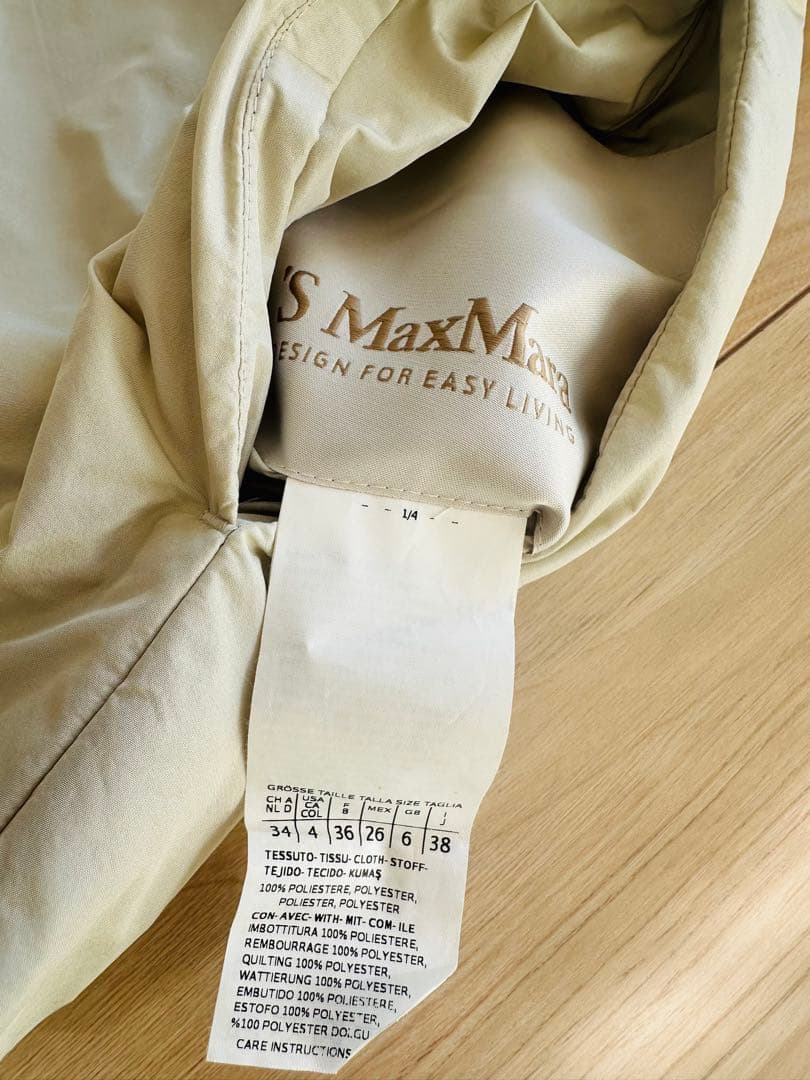 'S MaxMara
DESIGN FOR EASY LIVING
- - 1/4 - -
GRÖSSE TAILLE TALLA SIZE TAGLIA
CH A NL D | USA CA COL | F B | MEX | GB | I J
34 | 4 | 36 | 26 | 6 | 38
TESSUTO- TISSU- CLOTH- STOFF-
TEJIDO- TECIDO- KUMAŞ
100% POLIESTERE, POLYESTER,
POLIESTER, POLYESTER
CON- AVEC- WITH- MIT- COM- ILE
IMBOTTITURA 100% POLIESTERE,
REMBOURRAGE 100% POLYESTER,
QUILTING 100% POLYESTER,
WATTIERUNG 100% POLYESTER,
EMBUTIDO 100% POLIESTERE,
ESTOFO 100% POLYESTER,
%100 POLYESTER DOLGU
CARE INSTRUCTIONS